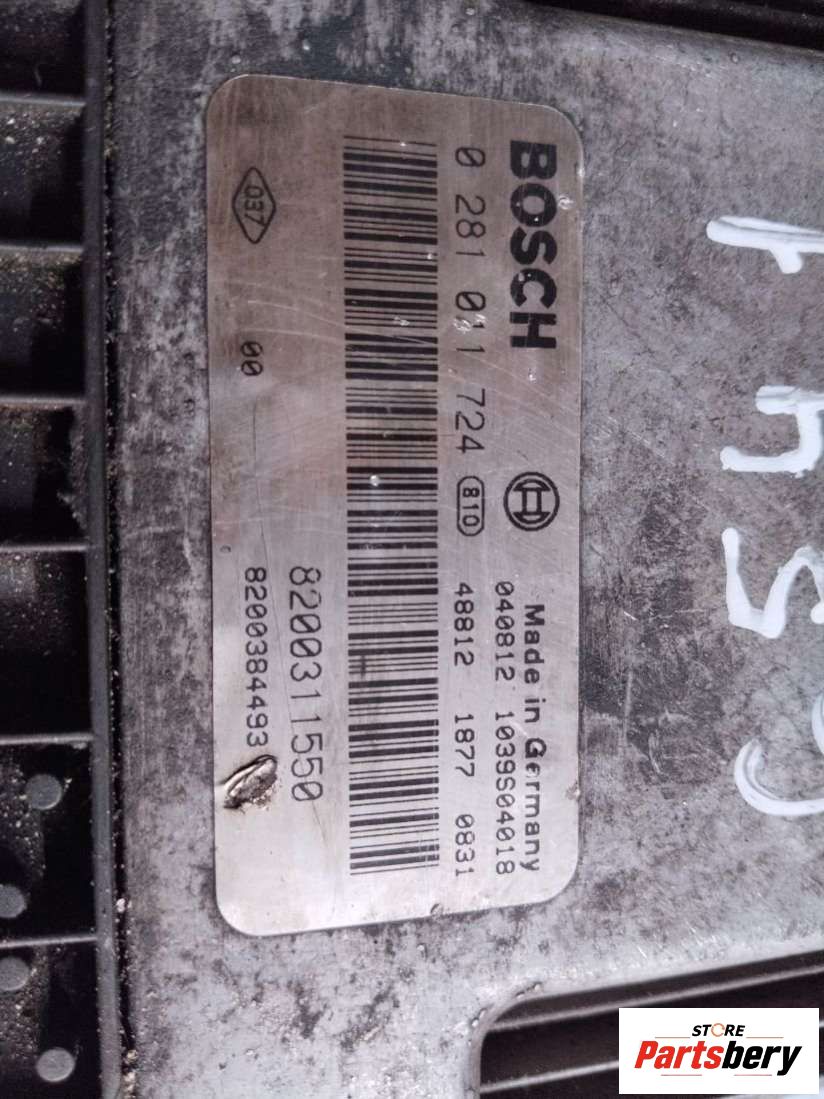 BOSCH
Made in Germany
040812 1039S04018
0 281 011 724 810 48812 1877 0831
8200311550
037 00 8200384493
STORE
Partsbery